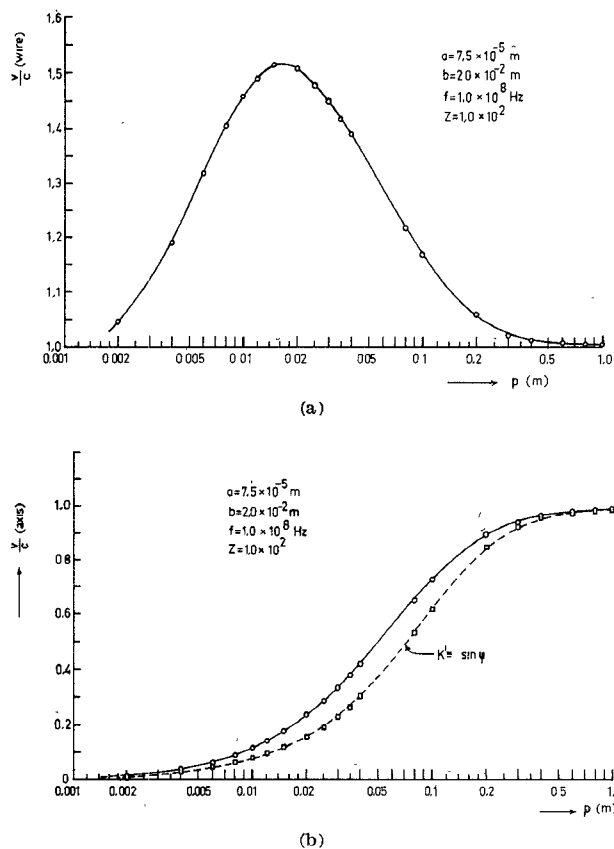 1.6
1.5
1.4
1.3
1.2
1.1
1.0
v/c (wire)
a=7.5×10⁻⁵ m
b=2.0×10⁻² m
f=1.0×10⁸ Hz
Z=1.0×10²
0.001 0.002 0.005 0.01 0.02 0.05 0.1 0.2 0.5 1.0
p (m)
(a)
v/c (axis)
1.0
0.8
0.6
0.4
0.2
0
a=7.5×10⁻⁵ m
b=2.0×10⁻² m
f=1.0×10⁸ Hz
Z=1.0×10²
K'= sin ψ
0.001 0.002 0.005 0.01 0.02 0.05 0.1 0.2 0.5 1.0
p (m)
(b)